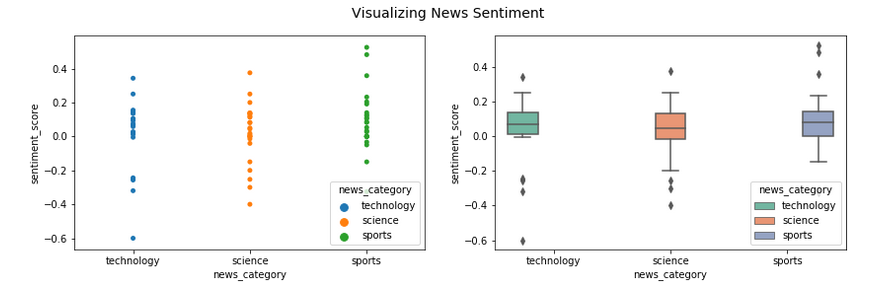 Visualizing News Sentiment
sentiment_score
0.4
0.2
0.0
−0.2
−0.4
−0.6
technology
science
sports
news_category
news_category
technology
science
sports
sentiment_score
0.4
0.2
0.0
−0.2
−0.4
−0.6
technology
science
sports
news_category
news_category
technology
science
sports